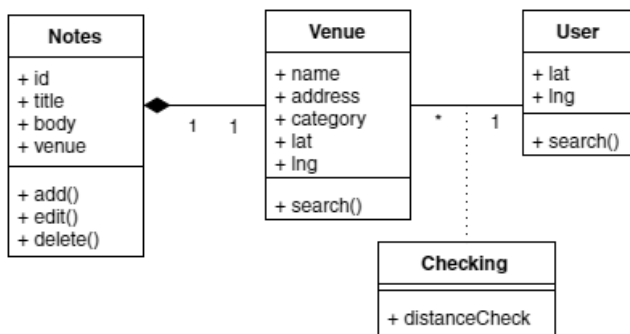 Notes
+ id
+ title
+ body
+ venue
+ add()
+ edit()
+ delete()
1 1
Venue
+ name
+ address
+ category
+ lat
+ lng
+ search()
* 1
User
+ lat
+ lng
+ search()
Checking
+ distanceCheck